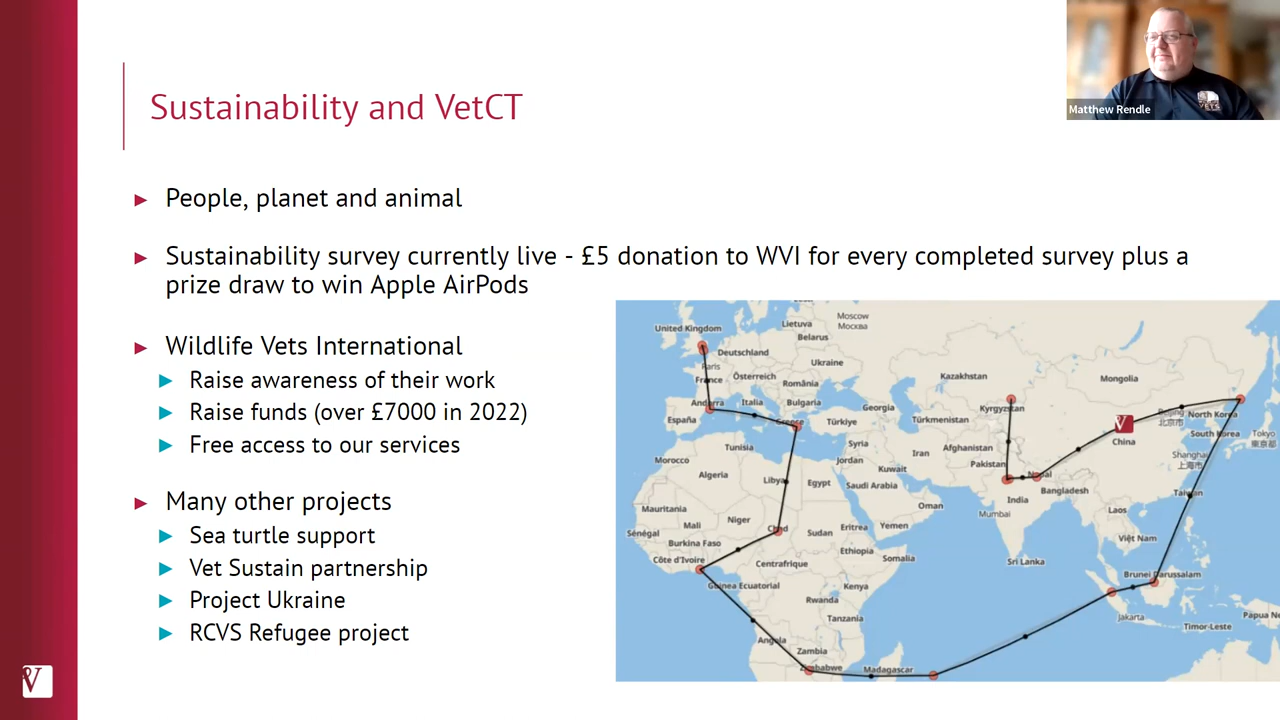 Sustainability and VetCT
Matthew Rendle
People, planet and animal
Sustainability survey currently live - £5 donation to WVI for every completed survey plus a
prize draw to win Apple AirPods
Wildlife Vets International
Raise awareness of their work
Raise funds (over £7000 in 2022)
Free access to our services
Many other projects
Sea turtle support
Vet Sustain partnership
Project Ukraine
RCVS Refugee project
United Kingdom
Lietuva
Moscow
Москва
Belarus
Deutschland
Paris
France
Österreich
Ukraine
România
Kazakhstan
Mongolia
Andorra
Italia
Bulgaria
Georgia
Kyrgyzstan
España
Greece
Türkiye
Türkmenistan
Beijing
北京市
North Korea
South Korea
Tokyo
東京都
Tunisia
Syria
Afghanistan
China
Morocco
Jordan
Iran
Pakistan
Nepal
Shanghai
上海市
Algeria
Libya
Egypt
Kuwait
Saudi Arabia
Bangladesh
Taiwan
Mauritania
Oman
India
Mumbai
Laos
Mali
Niger
Chad
Sudan
Eritrea
Yemen
Sénégal
Burkina Faso
Việt Nam
Côte d'Ivoire
Centrafrique
Ethiopia
Somalia
Sri Lanka
Brunei Darussalam
Guinea Ecuatorial
Kenya
Rwanda
Tanzania
Jakarta
Papua Ne
Timor-Leste
Angola
Zambia
Zimbabwe
Madagascar
V
V